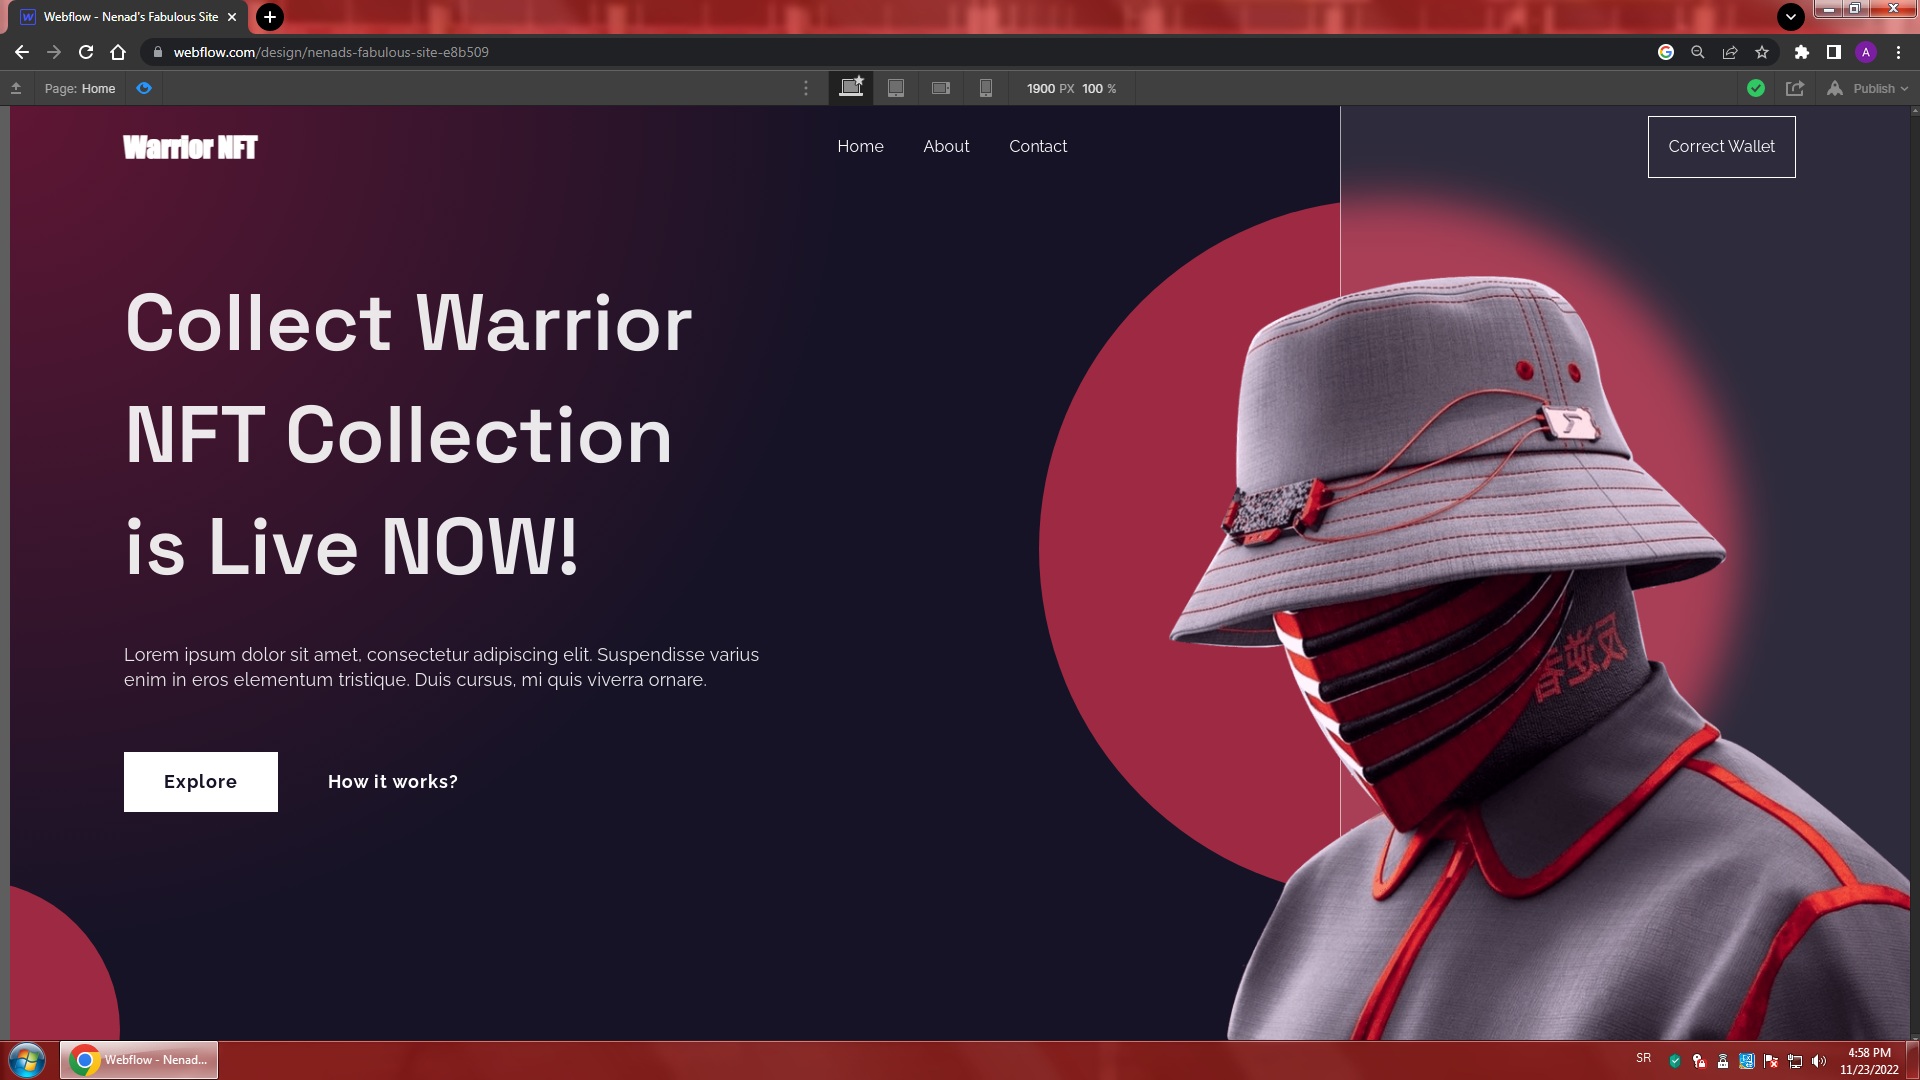 Webflow - Nenad's Fabulous Site
webflow.com/design/nenads-fabulous-site-e8b509
A
Page: Home
1900 PX 100 %
Publish
Warrior NFT
Home About Contact
Correct Wallet
Collect Warrior
NFT Collection
is Live NOW!
Lorem ipsum dolor sit amet, consectetur adipiscing elit. Suspendisse varius
enim in eros elementum tristique. Duis cursus, mi quis viverra ornare.
Explore
How it works?
Webflow - Nenad...
SR
4:58 PM
11/23/2022